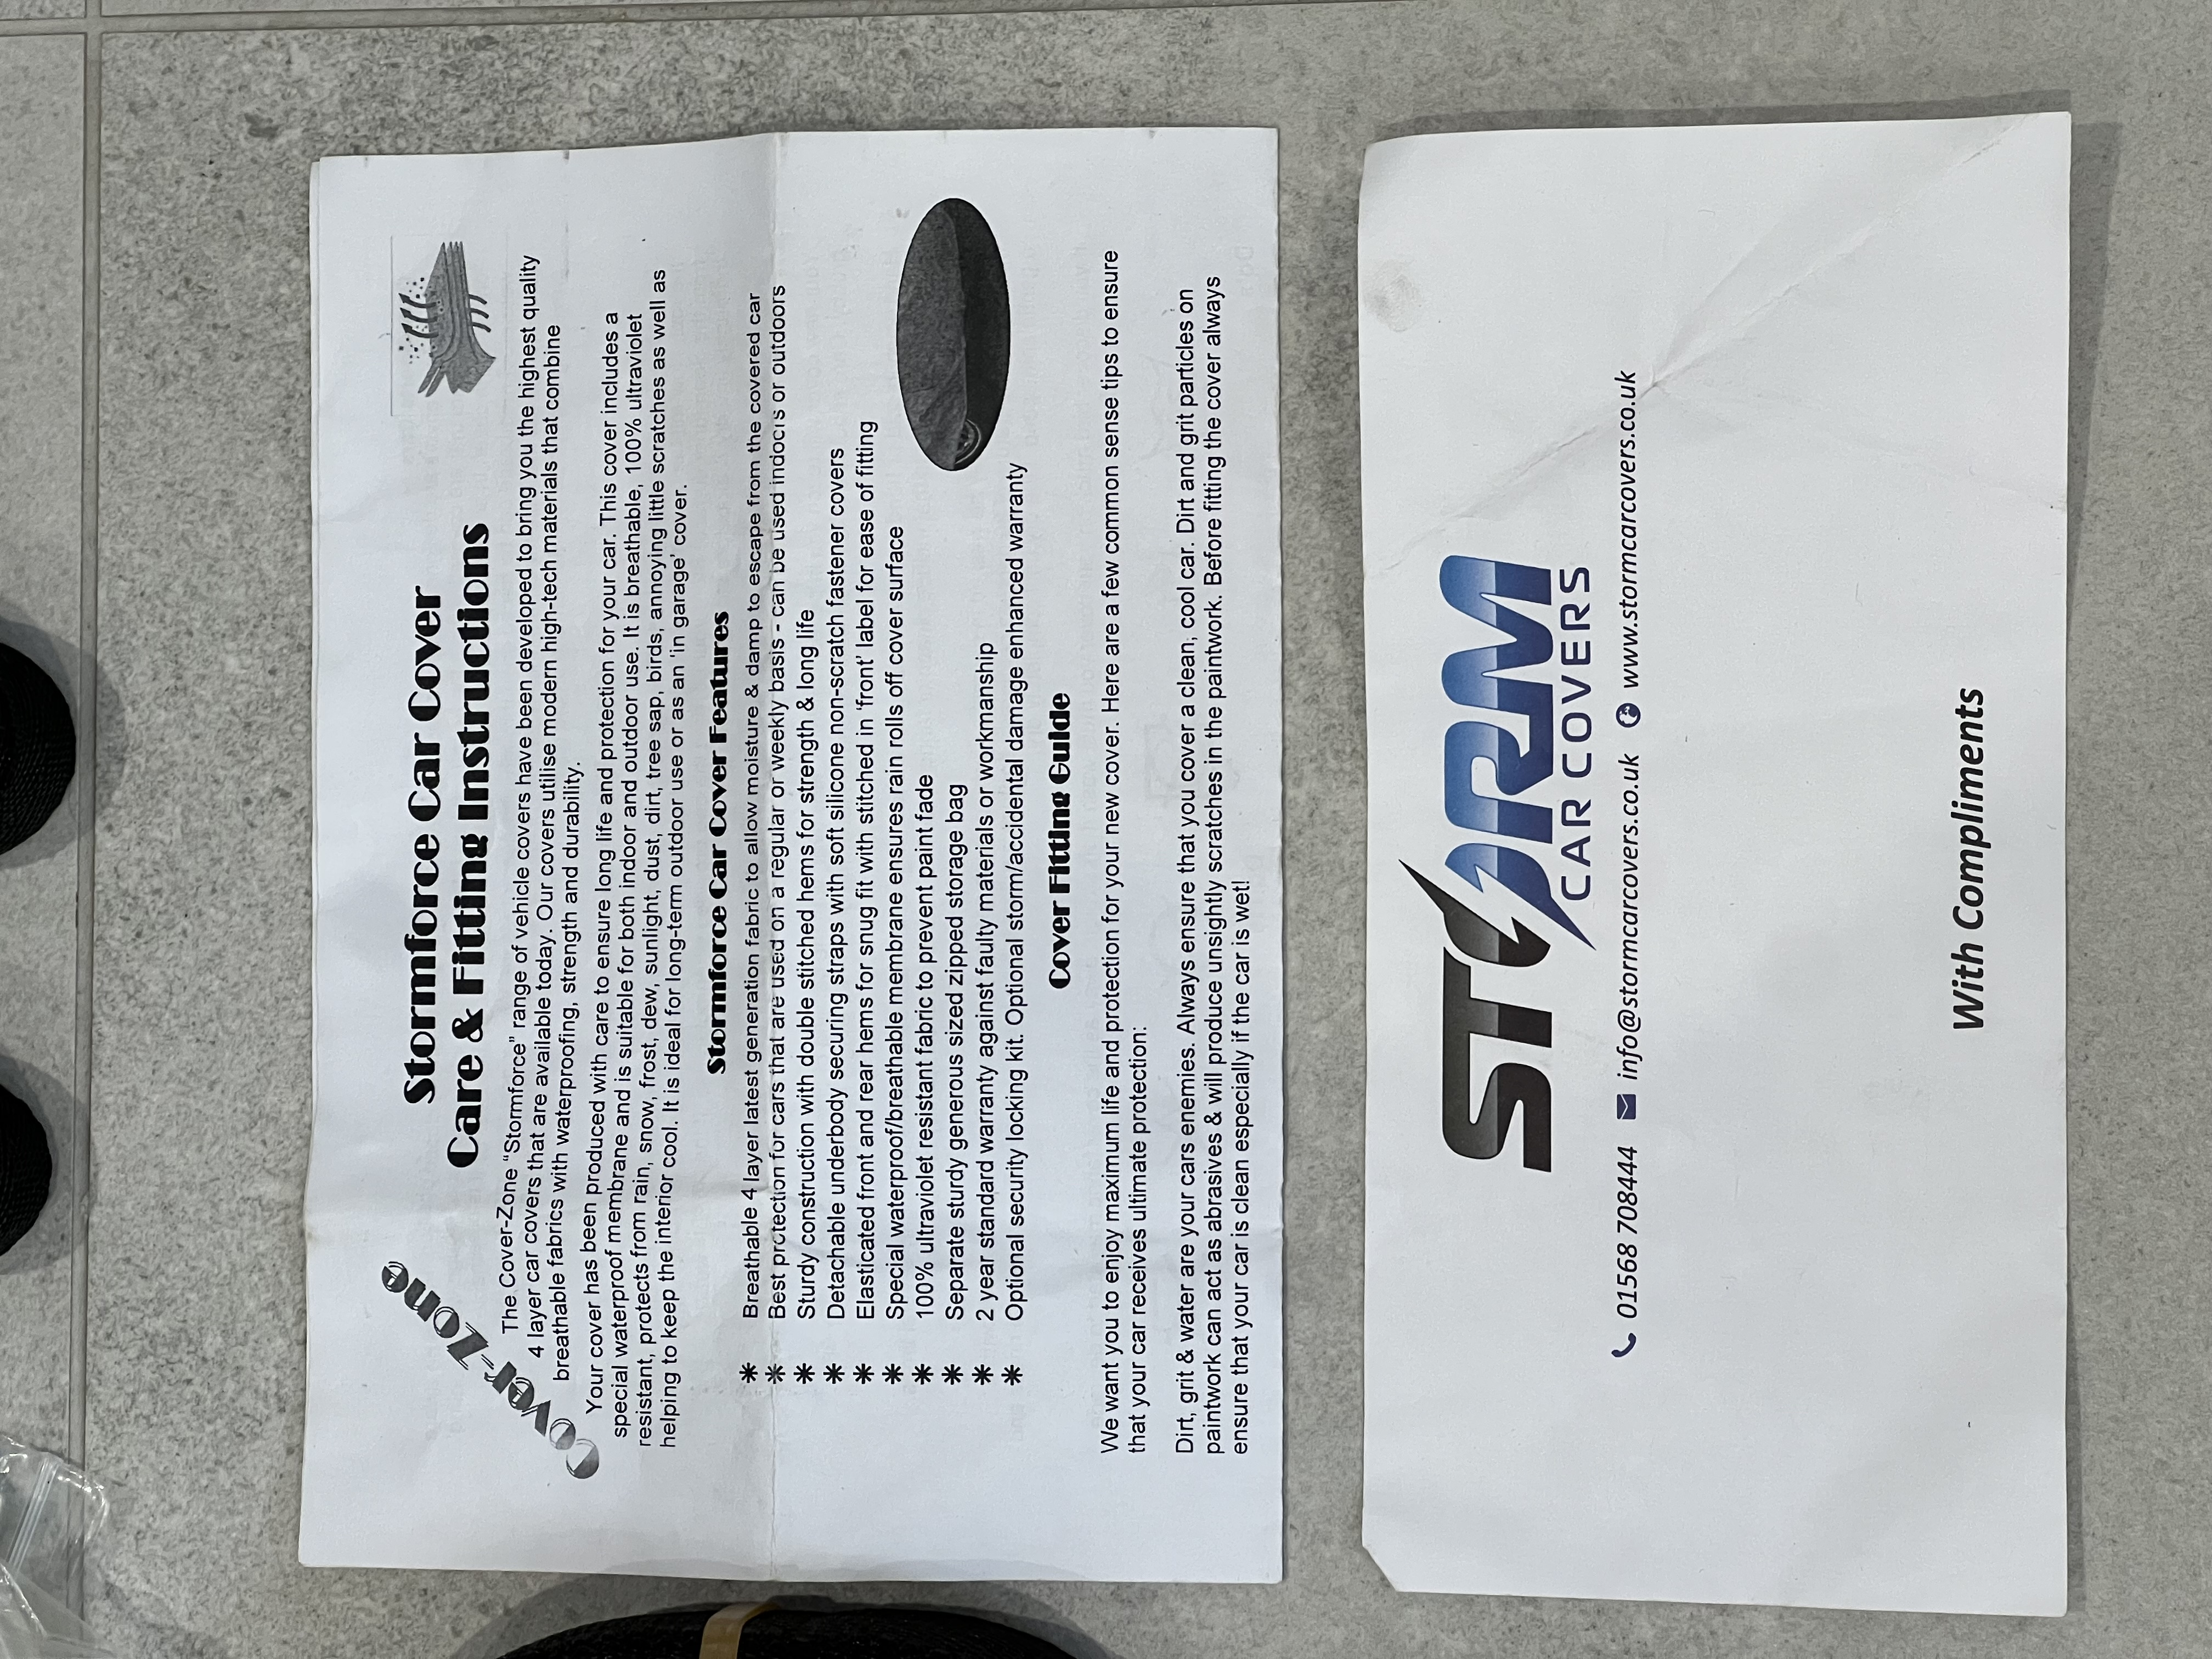 Cover-Zone
Stormforce Car Cover
Care & Fitting Instructions
The Cover-Zone “Stormforce” range of vehicle covers have been developed to bring you the highest quality
4 layer car covers that are available today. Our covers utilise modern high-tech materials that combine
breathable fabrics with waterproofing, strength and durability.
Your cover has been produced with care to ensure long life and protection for your car. This cover includes a
special waterproof membrane and is suitable for both indoor and outdoor use. It is breathable, 100% ultraviolet
resistant, protects from rain, snow, frost, dew, sunlight, dust, dirt, tree sap, birds, annoying little scratches as well as
helping to keep the interior cool. It is ideal for long-term outdoor use or as an 'in garage' cover.
Stormforce Car Cover Features
* Breathable 4 layer latest generation fabric to allow moisture & damp to escape from the covered car
* Best protection for cars that are used on a regular or weekly basis - can be used indoors or outdoors
* Sturdy construction with double stitched hems for strength & long life
* Detachable underbody securing straps with soft silicone non-scratch fastener covers
* Elasticated front and rear hems for snug fit with stitched in 'front' label for ease of fitting
* Special waterproof/breathable membrane ensures rain rolls off cover surface
* 100% ultraviolet resistant fabric to prevent paint fade
* Separate sturdy generous sized zipped storage bag
* 2 year standard warranty against faulty materials or workmanship
* Optional security locking kit. Optional storm/accidental damage enhanced warranty
Cover Fitting Guide
We want you to enjoy maximum life and protection for your new cover. Here are a few common sense tips to ensure
that your car receives ultimate protection:
Dirt, grit & water are your cars enemies. Always ensure that you cover a clean, cool car. Dirt and grit particles on
paintwork can act as abrasives & will produce unsightly scratches in the paintwork. Before fitting the cover always
ensure that your car is clean especially if the car is wet!
STORM
CAR COVERS
01568 708444 info@stormcarcovers.co.uk www.stormcarcovers.co.uk
With Compliments